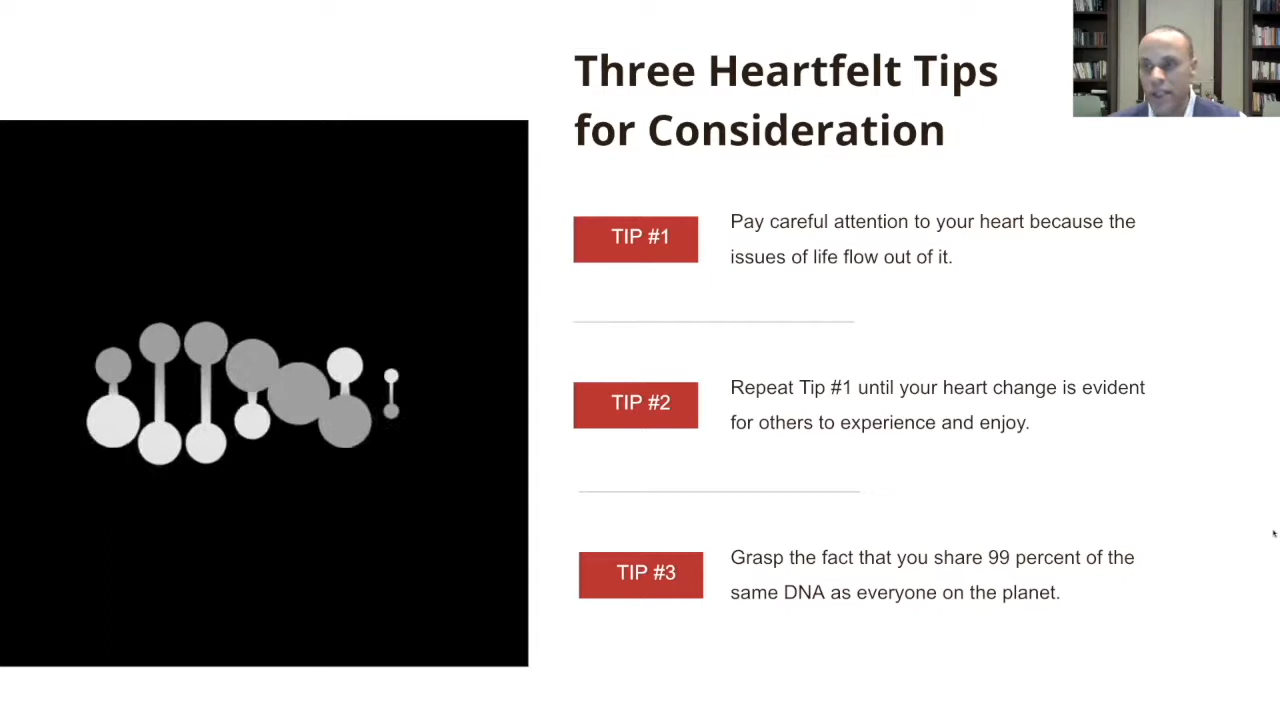 Three Heartfelt Tips
for Consideration
TIP #1
Pay careful attention to your heart because the
issues of life flow out of it.
TIP #2
Repeat Tip #1 until your heart change is evident
for others to experience and enjoy.
TIP #3
Grasp the fact that you share 99 percent of the
same DNA as everyone on the planet.